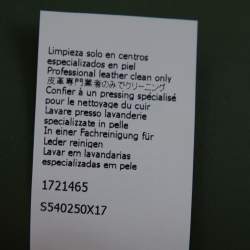 Limpieza solo en centros
especializados en piel
Professional leather clean only
皮革専門業者のみでクリーニング
Confier à un pressing spécialisé
pour le nettoyage du cuir
Lavare presso lavanderie
specializzate in pelle
In einer Fachreinigung für
Leder reinigen
Lavar em lavandarias
especializadas em pele
1721465
S540250X17